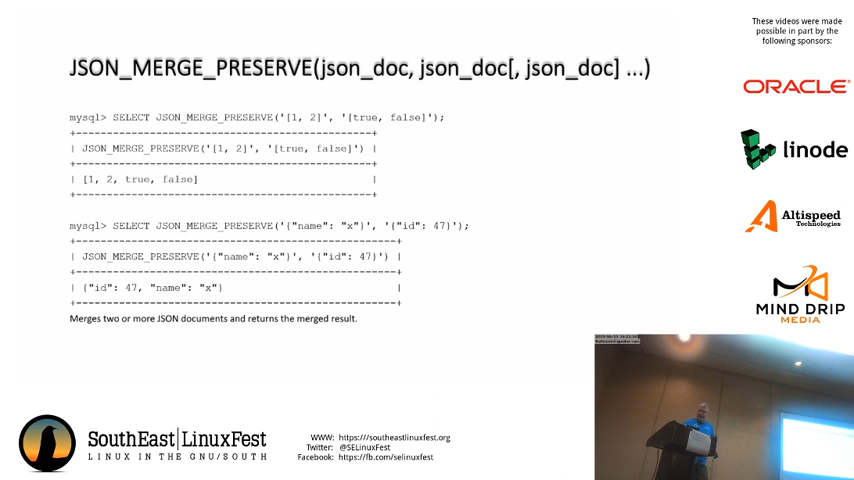 JSON_MERGE_PRESERVE(json_doc, json_doc[, json_doc] ...)
mysql> SELECT JSON_MERGE_PRESERVE('[1, 2]', '[true, false]');
+------------------------------------------------+
| JSON_MERGE_PRESERVE('[1, 2]', '[true, false]') |
+------------------------------------------------+
| [1, 2, true, false]                            |
+------------------------------------------------+
mysql> SELECT JSON_MERGE_PRESERVE('{"name": "x"}', '{"id": 47}');
+----------------------------------------------------+
| JSON_MERGE_PRESERVE('{"name": "x"}', '{"id": 47}') |
+----------------------------------------------------+
| {"id": 47, "name": "x"}                            |
+----------------------------------------------------+
Merges two or more JSON documents and returns the merged result.
These videos were made
possible in part by the
following sponsors:
ORACLE
linode
Altispeed
Technologies
MIND DRIP
MEDIA
SouthEast|LinuxFest
LINUX IN THE GNU/SOUTH
WWW: https://southeastlinuxfest.org
Twitter: @SELinuxFest
Facebook: https://fb.com/selinuxfest